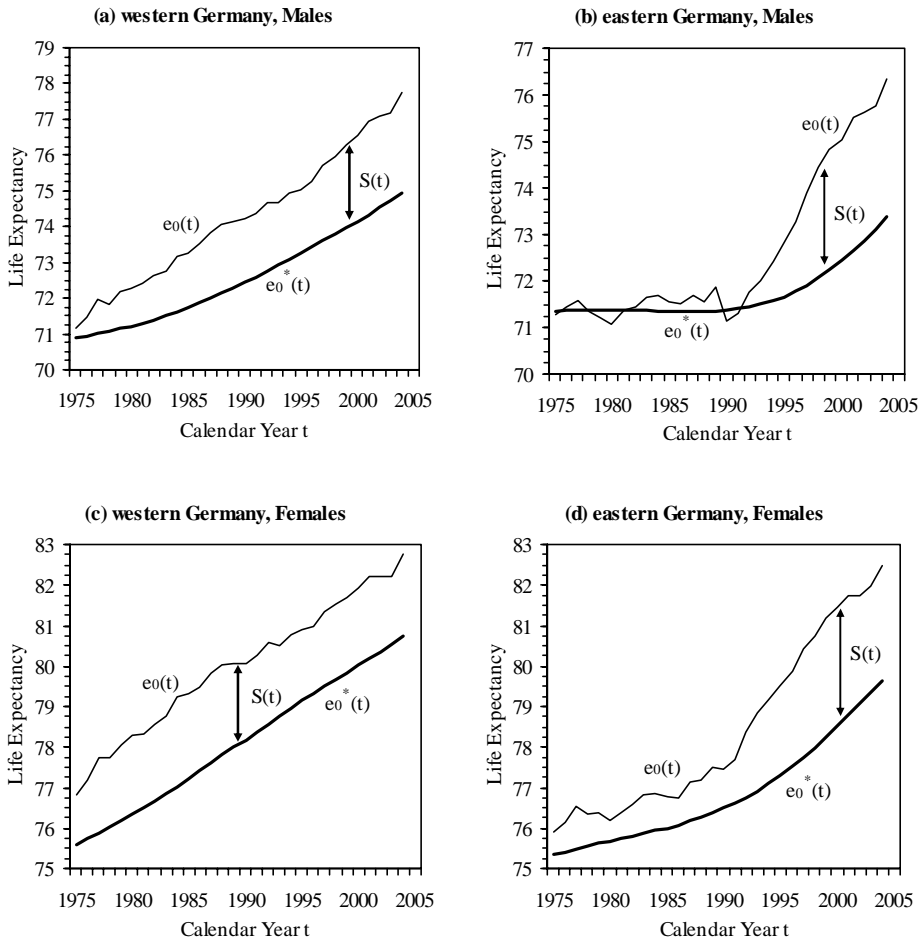 (a) western Germany, Males
Life Expectancy
79
78
77
76
75
74
73
72
71
70
e0(t)
S(t)
e0*(t)
1975 1980 1985 1990 1995 2000 2005
Calendar Year t
(b) eastern Germany, Males
Life Expectancy
77
76
75
74
73
72
71
70
e0(t)
S(t)
e0*(t)
1975 1980 1985 1990 1995 2000 2005
Calendar Year t
(c) western Germany, Females
Life Expectancy
83
82
81
80
79
78
77
76
75
e0(t)
S(t)
e0*(t)
1975 1980 1985 1990 1995 2000 2005
Calendar Year t
(d) eastern Germany, Females
Life Expectancy
83
82
81
80
79
78
77
76
75
S(t)
e0(t)
e0*(t)
1975 1980 1985 1990 1995 2000 2005
Calendar Year t